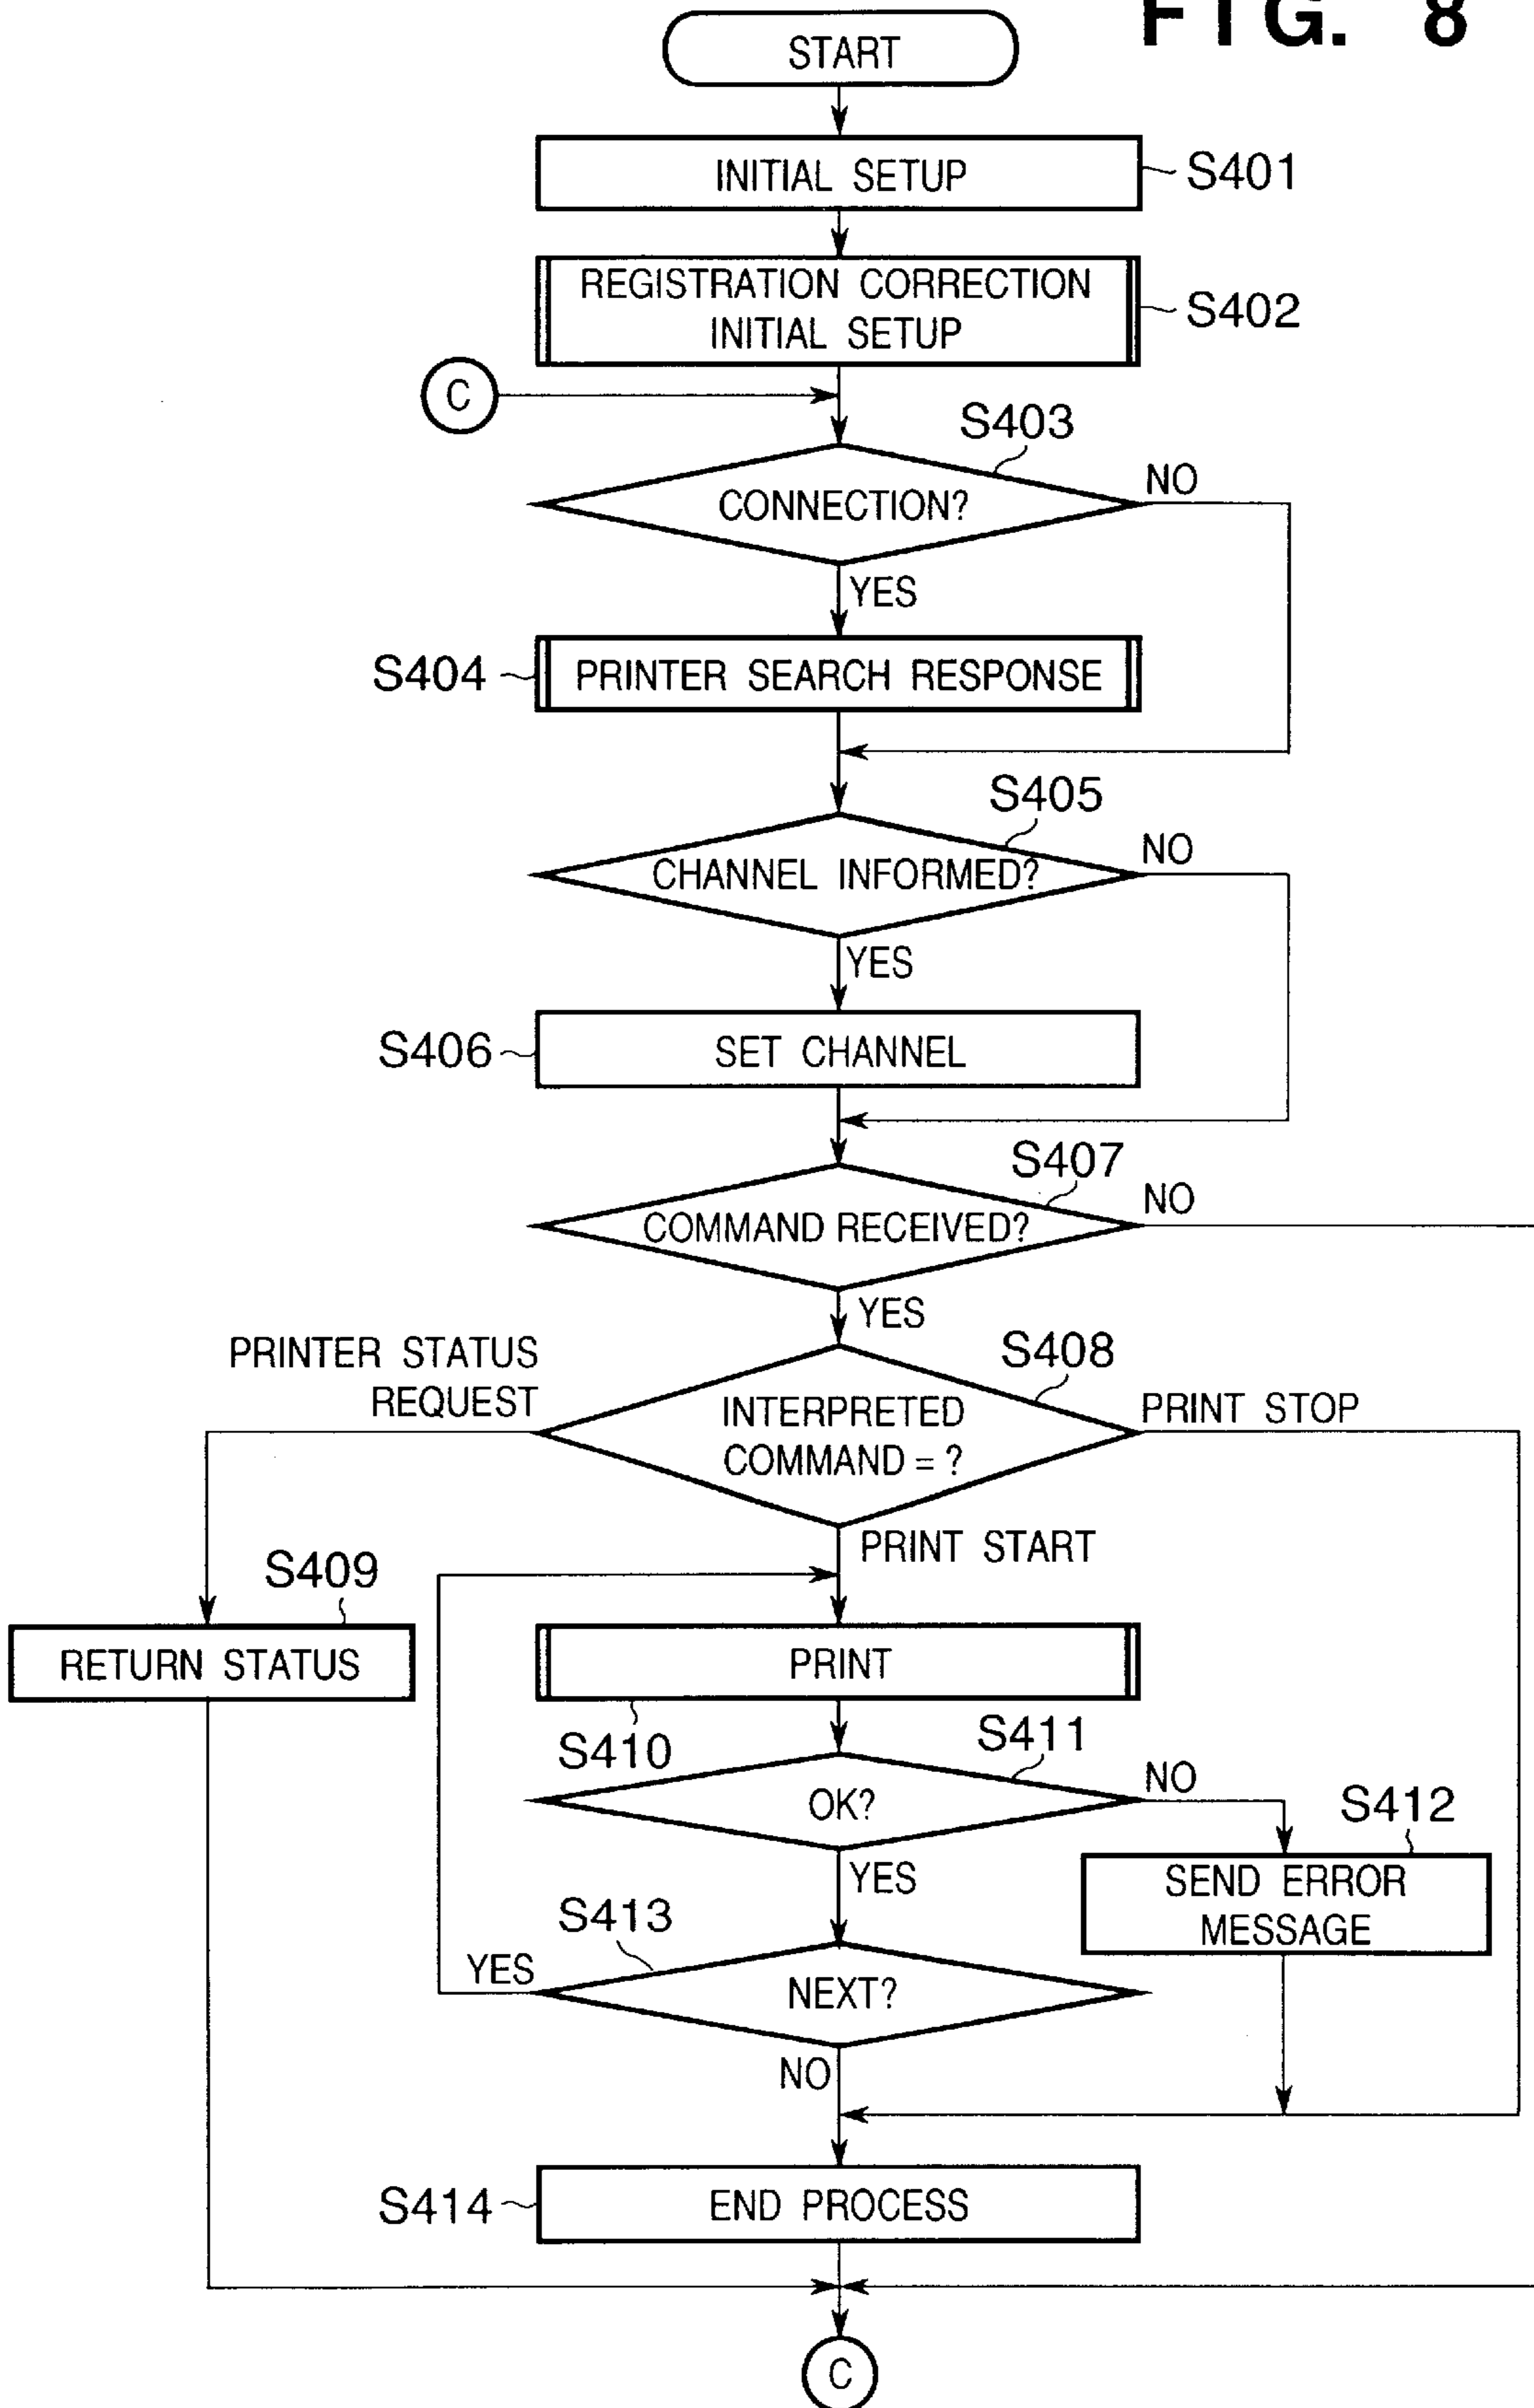 FIG. 8
START
INITIAL SETUP
S401
REGISTRATION CORRECTION
INITIAL SETUP
S402
C
S403
CONNECTION?
NO
YES
S404
PRINTER SEARCH RESPONSE
S405
CHANNEL INFORMED?
NO
YES
S406
SET CHANNEL
S407
COMMAND RECEIVED?
NO
YES
PRINTER STATUS
REQUEST
S408
INTERPRETED
COMMAND = ?
PRINT STOP
PRINT START
S409
RETURN STATUS
PRINT
S410
S411
OK?
NO
S412
SEND ERROR
MESSAGE
YES
S413
YES
NEXT?
NO
S414
END PROCESS
C